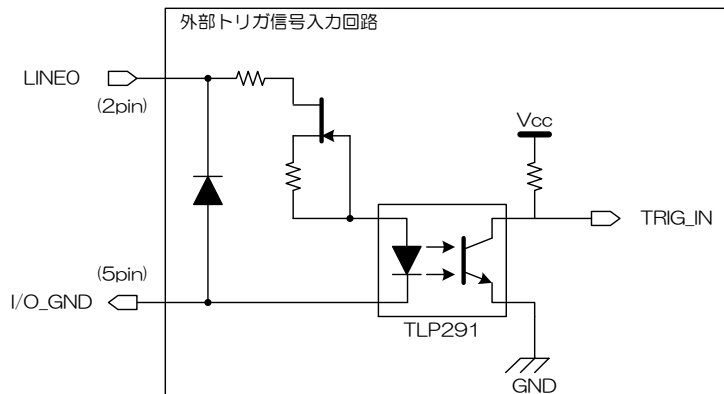 外部トリガ信号入力回路
LINE0
(2pin)
Vcc
TRIG_IN
(5pin)
I/O_GND
TLP291
GND